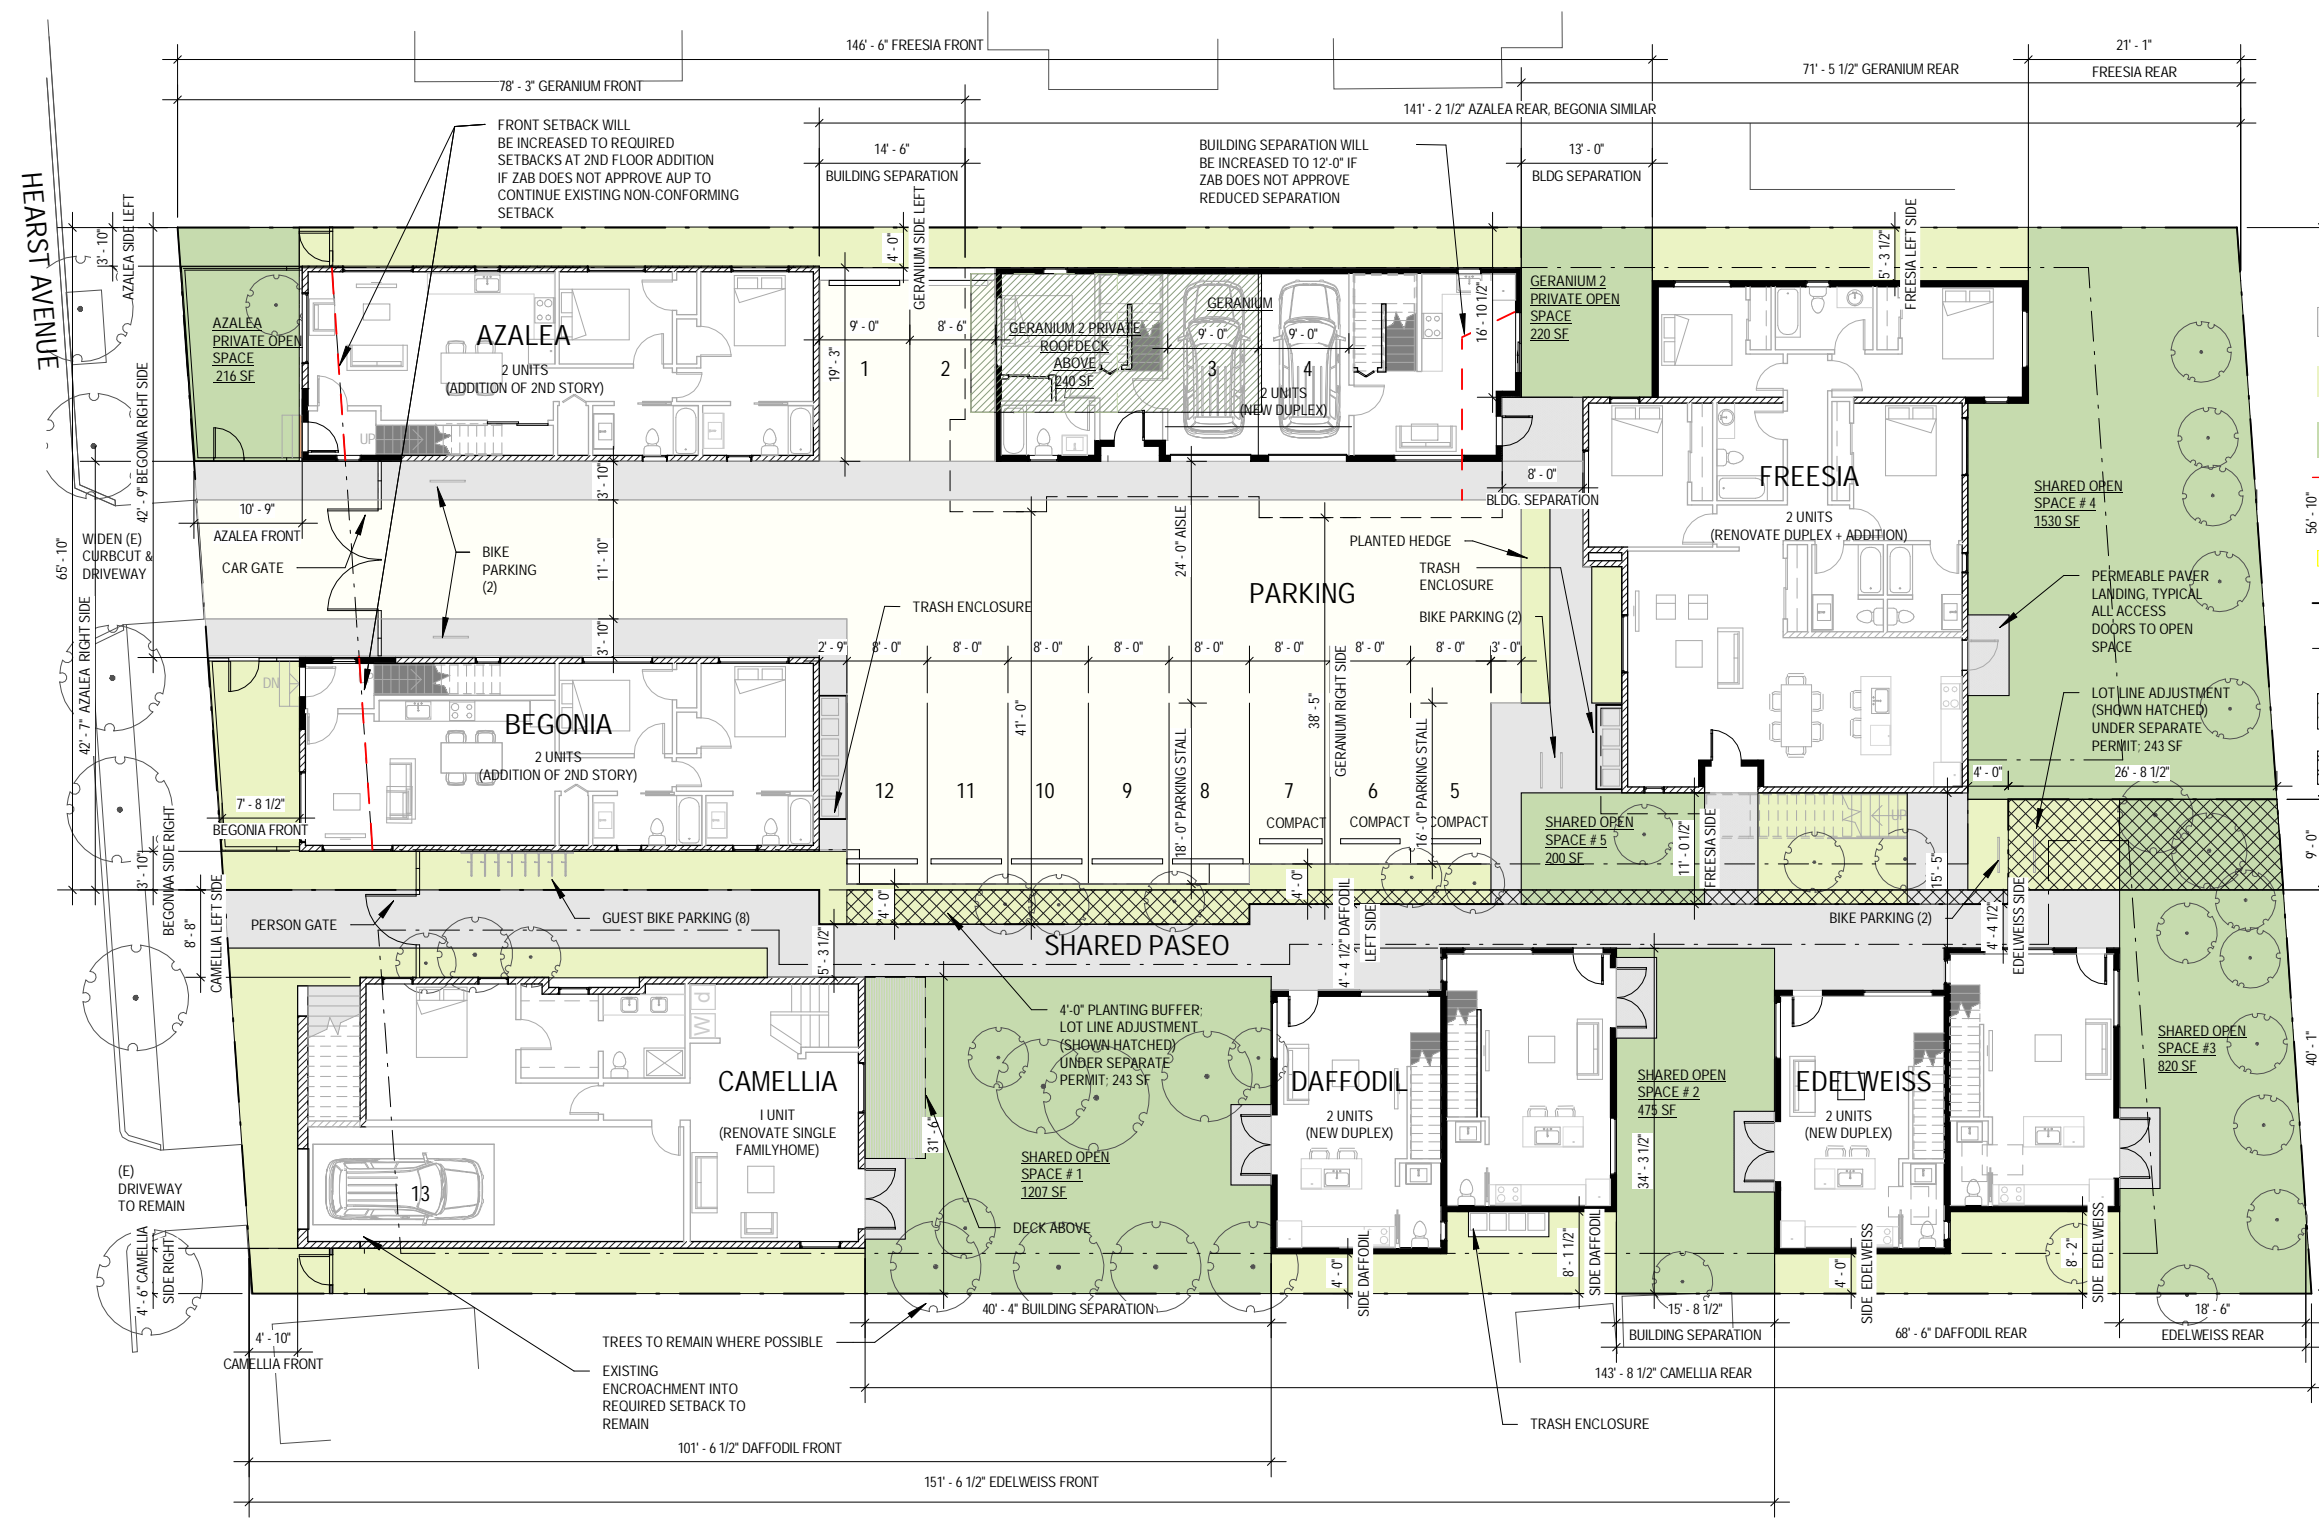 146' - 6" FREESIA FRONT
21' - 1"
FREESIA REAR
71' - 5 1/2" GERANIUM REAR
78' - 3" GERANIUM FRONT
141' - 2 1/2" AZALEA REAR, BEGONIA SIMILAR
FRONT SETBACK WILL
BE INCREASED TO REQUIRED
SETBACKS AT 2ND FLOOR ADDITION
IF ZAB DOES NOT APPROVE AUP TO
CONTINUE EXISTING NON-CONFORMING
SETBACK
14' - 6"
BUILDING SEPARATION
BUILDING SEPARATION WILL
BE INCREASED TO 12'-0" IF
ZAB DOES NOT APPROVE
REDUCED SEPARATION
13' - 0"
BLDG SEPARATION
HEARST AVENUE
3' - 10"
AZALEA SIDE LEFT
4' - 0"
GERANIUM SIDE LEFT
5' - 3 1/2"
FREESIA LEFT SIDE
AZALEA
PRIVATE OPEN
SPACE
216 SF
AZALEA
2 UNITS
(ADDITION OF 2ND STORY)
UP
9' - 0"
8' - 6"
19' - 3"
1
2
GERANIUM
GERANIUM 2 PRIVATE
ROOFDECK
ABOVE
240 SF
9' - 0"
9' - 0"
3
4
2 UNITS
(NEW DUPLEX)
16' - 10 1/2"
GERANIUM 2
PRIVATE OPEN
SPACE
220 SF
FREESIA
2 UNITS
(RENOVATE DUPLEX + ADDITION)
SHARED OPEN
SPACE # 4
1530 SF
56' - 10"
42' - 9" BEGONIA RIGHT SIDE
65' - 10"
42' - 7" AZALEA RIGHT SIDE
10' - 9"
AZALEA FRONT
WIDEN (E)
CURBCUT &
DRIVEWAY
CAR GATE
BIKE
PARKING
(2)
3' - 10"
11' - 10"
3' - 10"
8' - 0"
BLDG. SEPARATION
24' - 0" AISLE
PLANTED HEDGE
TRASH
ENCLOSURE
BIKE PARKING (2)
PARKING
TRASH ENCLOSURE
PERMEABLE PAVER
LANDING, TYPICAL
ALL ACCESS
DOORS TO OPEN
SPACE
2' - 9"
8' - 0"
8' - 0"
8' - 0"
8' - 0"
8' - 0"
8' - 0"
8' - 0"
8' - 0"
3' - 0"
DN
BEGONIA
2 UNITS
(ADDITION OF 2ND STORY)
41' - 0"
38' - 5"
GERANIUM RIGHT SIDE
18' - 0" PARKING STALL
16' - 0" PARKING STALL
LOT LINE ADJUSTMENT
(SHOWN HATCHED)
UNDER SEPARATE
PERMIT; 243 SF
4' - 0"
26' - 8 1/2"
12
11
10
9
8
7
6
5
COMPACT
COMPACT
COMPACT
7' - 8 1/2"
BEGONIA FRONT
SHARED OPEN
SPACE # 5
200 SF
11' - 0 1/2"
FREESIA SIDE
UP
15' - 5"
9' - 0"
3' - 10"
BEGONIAA SIDE RIGHT
8' - 8"
CAMELLIA LEFT SIDE
PERSON GATE
GUEST BIKE PARKING (8)
4' - 0"
4' - 0"
5' - 3 1/2"
SHARED PASEO
4' - 4 1/2" DAFFODIL
LEFT SIDE
BIKE PARKING (2)
4' - 4 1/2"
EDELWEISS SIDE
D
W
CAMELLIA
1 UNIT
(RENOVATE SINGLE
FAMILYHOME)
13
31' - 6"
4'-0" PLANTING BUFFER;
LOT LINE ADJUSTMENT
(SHOWN HATCHED)
UNDER SEPARATE
PERMIT; 243 SF
SHARED OPEN
SPACE # 1
1207 SF
DECK ABOVE
DAFFODIL
2 UNITS
(NEW DUPLEX)
SHARED OPEN
SPACE # 2
475 SF
34' - 3 1/2"
EDELWEISS
2 UNITS
(NEW DUPLEX)
SHARED OPEN
SPACE #3
820 SF
40' - 1"
(E)
DRIVEWAY
TO REMAIN
4' - 6" CAMELLIA
SIDE RIGHT
4' - 10"
CAMELLIA FRONT
40' - 4" BUILDING SEPARATION
4' - 0"
SIDE DAFFODIL
8' - 1 1/2"
SIDE DAFFODIL
4' - 0"
SIDE EDELWEISS
8' - 2"
SIDE EDELWEISS
15' - 8 1/2"
BUILDING SEPARATION
68' - 6" DAFFODIL REAR
18' - 6"
EDELWEISS REAR
TREES TO REMAIN WHERE POSSIBLE
EXISTING
ENCROACHMENT INTO
REQUIRED SETBACK TO
REMAIN
143' - 8 1/2" CAMELLIA REAR
TRASH ENCLOSURE
101' - 6 1/2" DAFFODIL FRONT
151' - 6 1/2" EDELWEISS FRONT